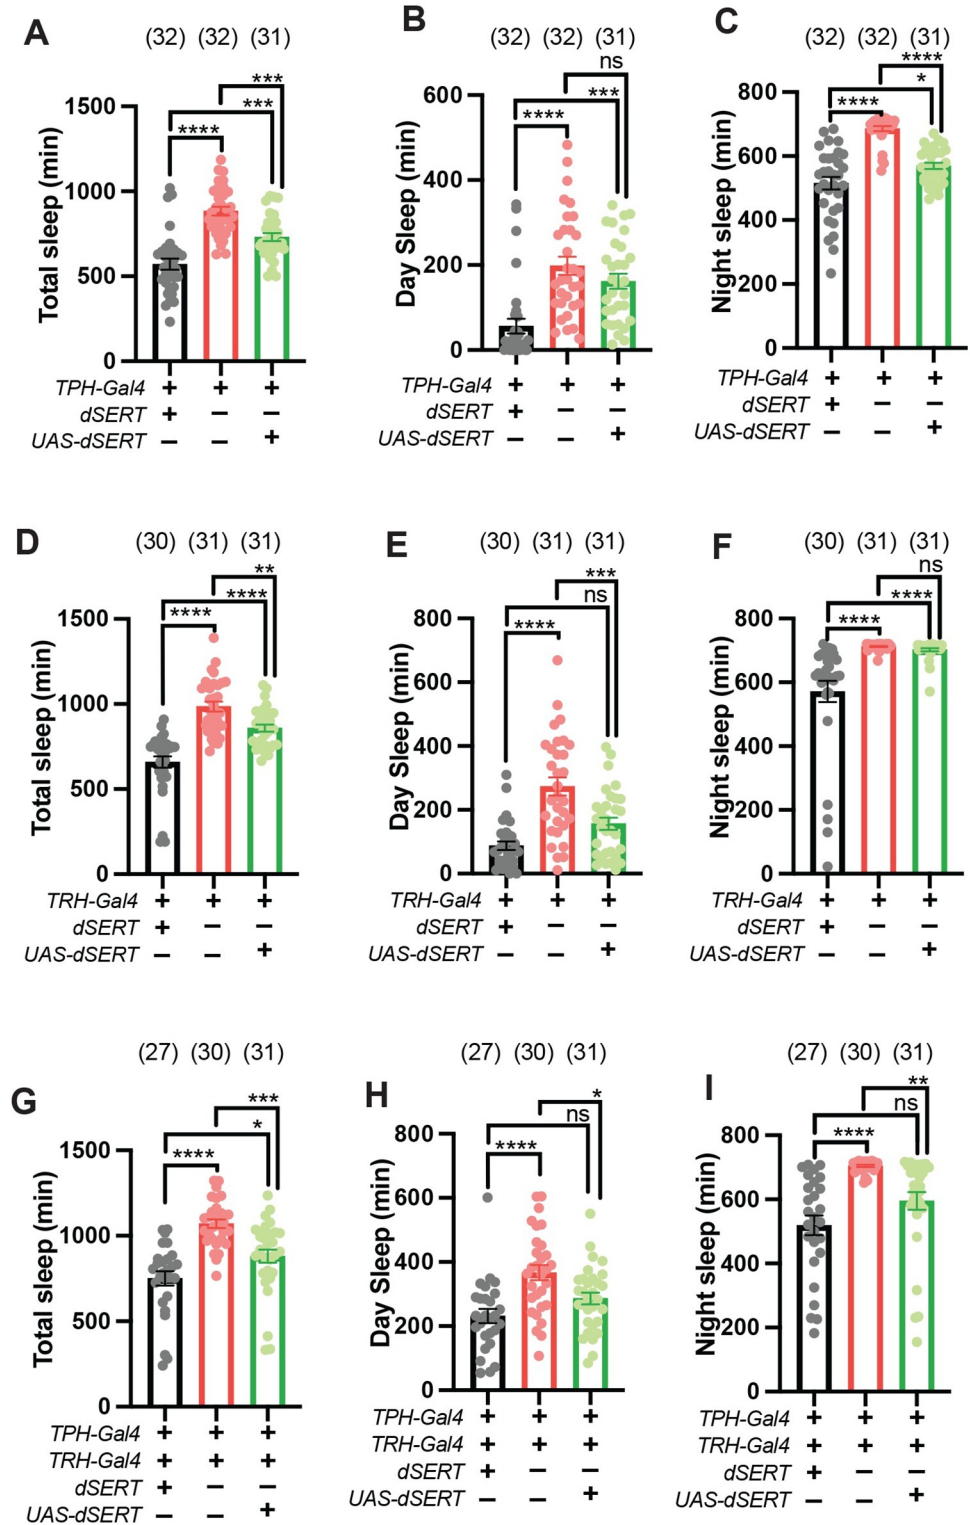 A
(32) (32) (31)
***
***
****
Total sleep (min)
1500
1000
500
0
TPH-Gal4 + + +
dSERT + – –
UAS-dSERT – – +
B
(32) (32) (31)
ns
***
****
Day Sleep (min)
600
400
200
0
TPH-Gal4 + + +
dSERT + – –
UAS-dSERT – – +
C
(32) (32) (31)
****
*
****
Night sleep (min)
800
600
400
200
0
TPH-Gal4 + + +
dSERT + – –
UAS-dSERT – – +
D
(30) (31) (31)
**
****
****
Total sleep (min)
1500
1000
500
0
TRH-Gal4 + + +
dSERT + – –
UAS-dSERT – – +
E
(30) (31) (31)
***
ns
****
Day Sleep (min)
800
600
400
200
0
TRH-Gal4 + + +
dSERT + – –
UAS-dSERT – – +
F
(30) (31) (31)
ns
****
****
Night sleep (min)
800
600
400
200
0
TRH-Gal4 + + +
dSERT + – –
UAS-dSERT – – +
G
(27) (30) (31)
***
*
****
Total sleep (min)
1500
1000
500
0
TPH-Gal4 + + +
TRH-Gal4 + + +
dSERT + – –
UAS-dSERT – – +
H
(27) (30) (31)
*
ns
****
Day Sleep (min)
800
600
400
200
0
TPH-Gal4 + + +
TRH-Gal4 + + +
dSERT + – –
UAS-dSERT – – +
I
(27) (30) (31)
**
ns
****
Night sleep (min)
800
600
400
200
0
TPH-Gal4 + + +
TRH-Gal4 + + +
dSERT + – –
UAS-dSERT – – +